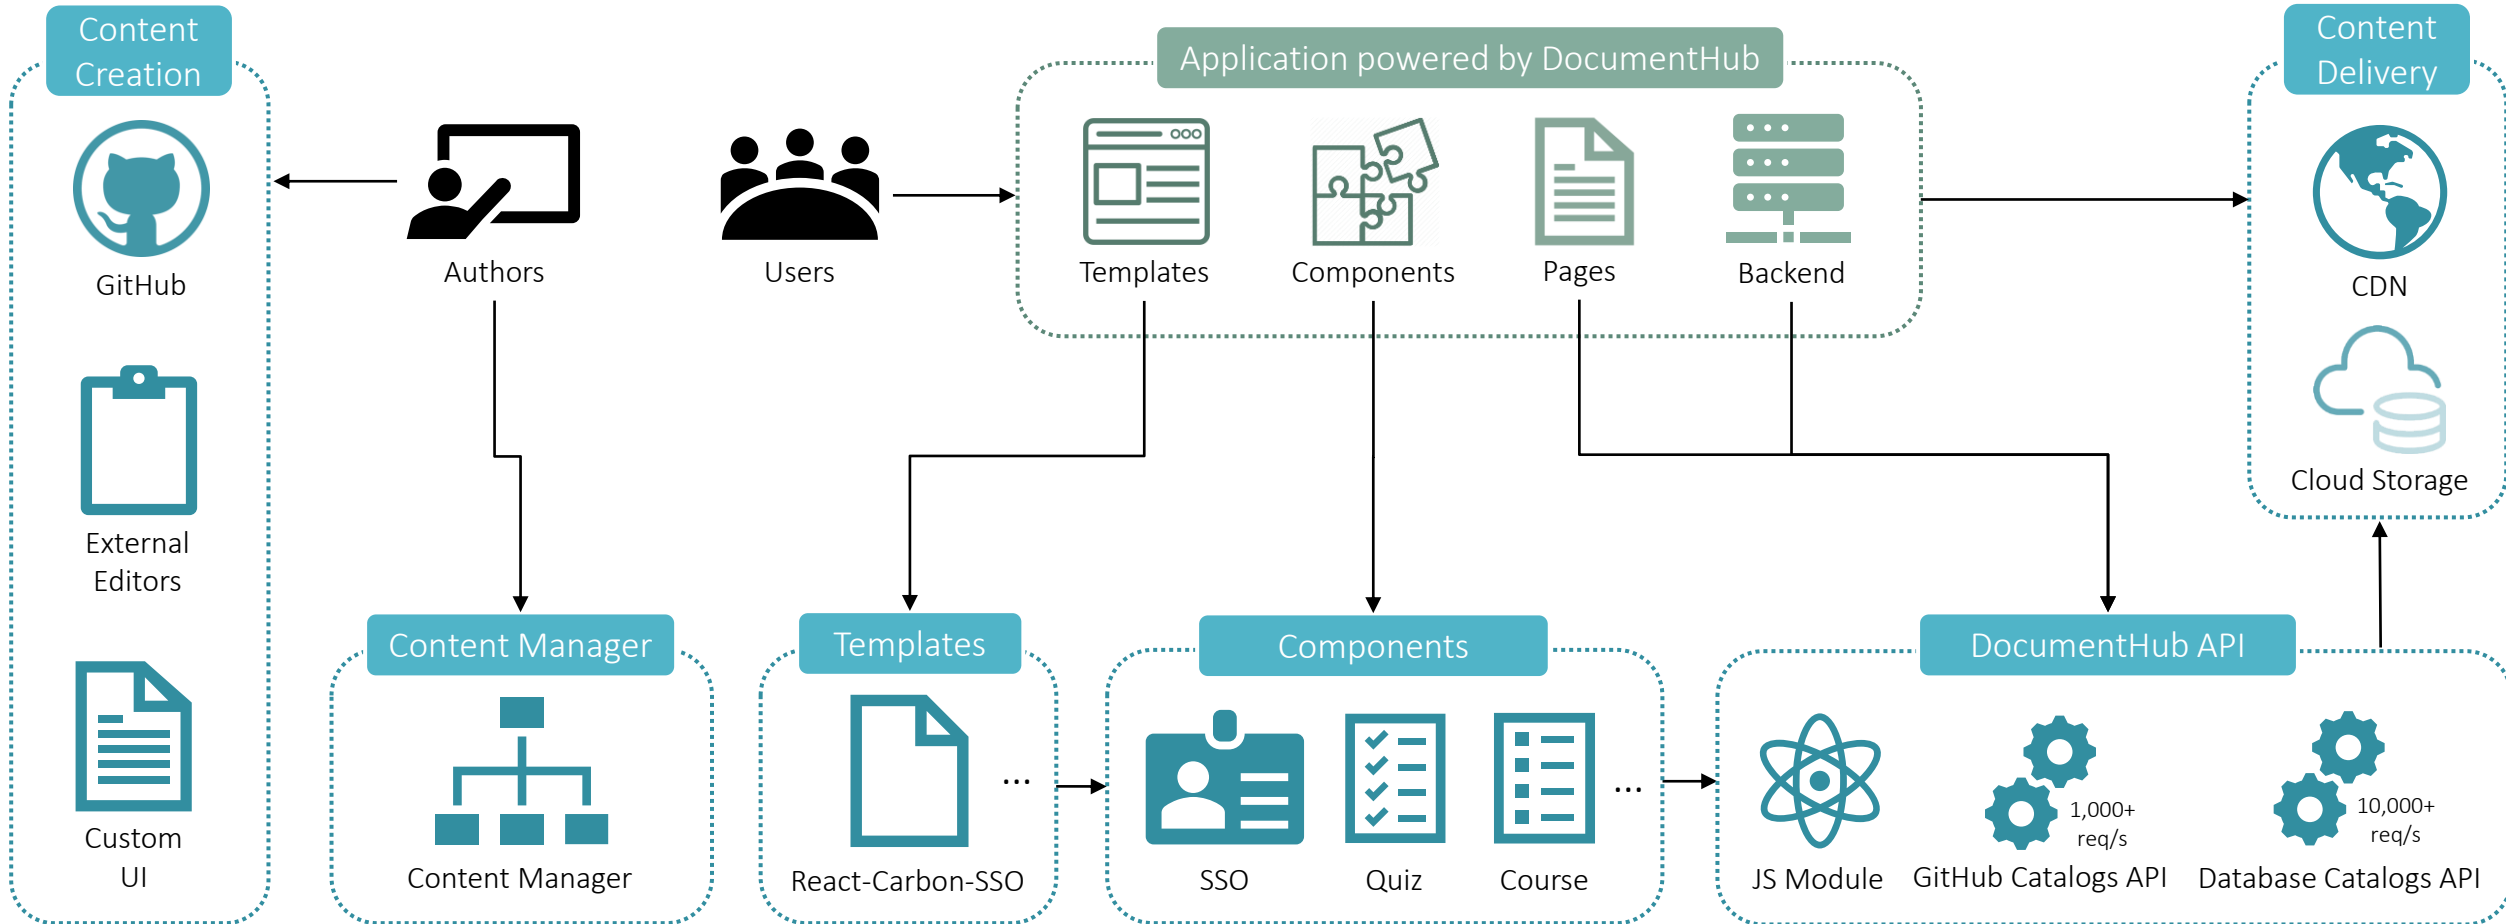 Content
Creation
GitHub
External
Editors
Custom
UI
Authors
Users
Application powered by DocumentHub
Templates
Components
Pages
Backend
Content
Delivery
CDN
Cloud Storage
Content Manager
Content Manager
Templates
React-Carbon-SSO
...
Components
SSO
Quiz
Course
...
DocumentHub API
JS Module
1,000+
req/s
GitHub Catalogs API
10,000+
req/s
Database Catalogs API